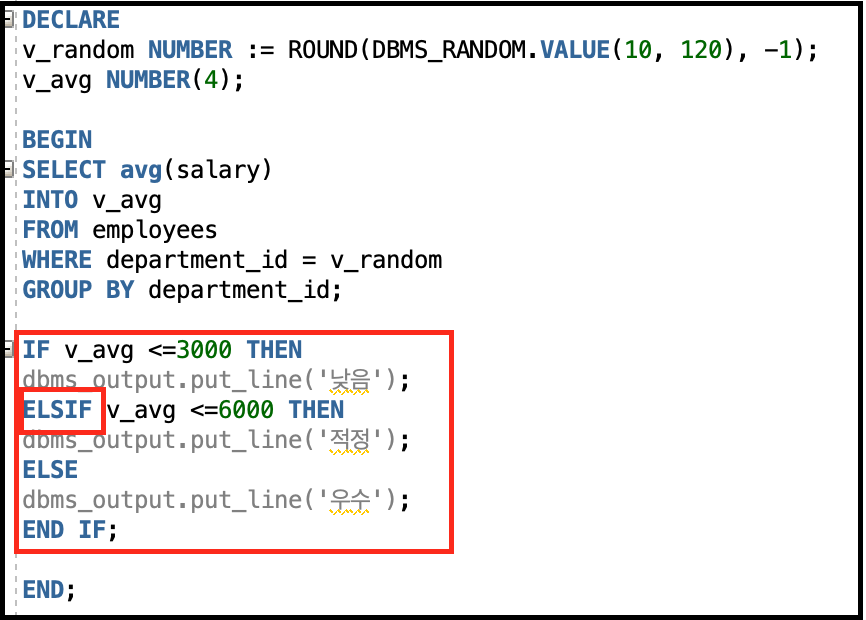 DECLARE
v_random NUMBER := ROUND(DBMS_RANDOM.VALUE(10, 120), -1);
v_avg NUMBER(4);
BEGIN
SELECT avg(salary)
INTO v_avg
FROM employees
WHERE department_id = v_random
GROUP BY department_id;
IF v_avg <=3000 THEN
dbms_output.put_line('낮음');
ELSIF v_avg <=6000 THEN
dbms_output.put_line('적정');
ELSE
dbms_output.put_line('우수');
END IF;
END;